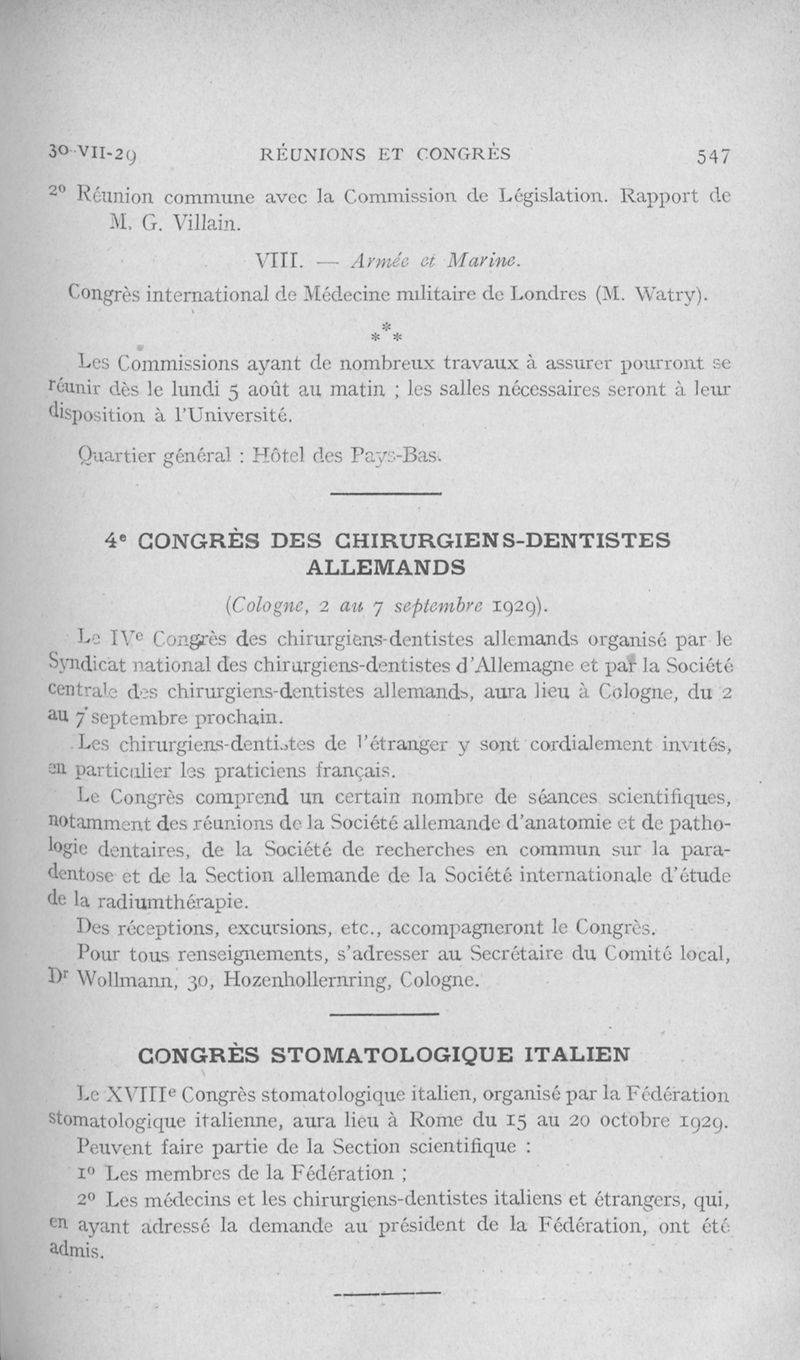 30-VII-29 RÉUNIONS ET CONGRÈS 547
2º Réunion commune avec la Commission de Législation. Rapport de
M. G. Villain.
VIII. — Armée et Marine.
Congrès international de Médecine militaire de Londres (M. Watry).
*
* *
Les Commissions ayant de nombreux travaux à assurer pourront se
réunir dès le lundi 5 août au matin ; les salles nécessaires seront à leur
disposition à l'Université.
Quartier général : Hôtel des Pays-Bas.
4e CONGRÈS DES CHIRURGIENS-DENTISTES
ALLEMANDS
(Cologne, 2 au 7 septembre 1929).
Le IVe Congrès des chirurgiens-dentistes allemands organisé par le
Syndicat national des chirurgiens-dentistes d'Allemagne et par la Société
centrale des chirurgiens-dentistes allemands, aura lieu à Cologne, du 2
au 7 septembre prochain.
Les chirurgiens-dentistes de l'étranger y sont cordialement invités,
en particulier les praticiens français.
Le Congrès comprend un certain nombre de séances scientifiques,
notamment des réunions de la Société allemande d'anatomie et de patho-
logie dentaires, de la Société de recherches en commun sur la para-
dentose et de la Section allemande de la Société internationale d'étude
de la radiumthérapie.
Des réceptions, excursions, etc., accompagneront le Congrès.
Pour tous renseignements, s'adresser au Secrétaire du Comité local,
Dr Wollmann, 30, Hozenhollernring, Cologne.
CONGRÈS STOMATOLOGIQUE ITALIEN
Le XVIIIe Congrès stomatologique italien, organisé par la Fédération
stomatologique italienne, aura lieu à Rome du 15 au 20 octobre 1929.
Peuvent faire partie de la Section scientifique :
1º Les membres de la Fédération ;
2º Les médecins et les chirurgiens-dentistes italiens et étrangers, qui,
en ayant adressé la demande au président de la Fédération, ont été
admis.